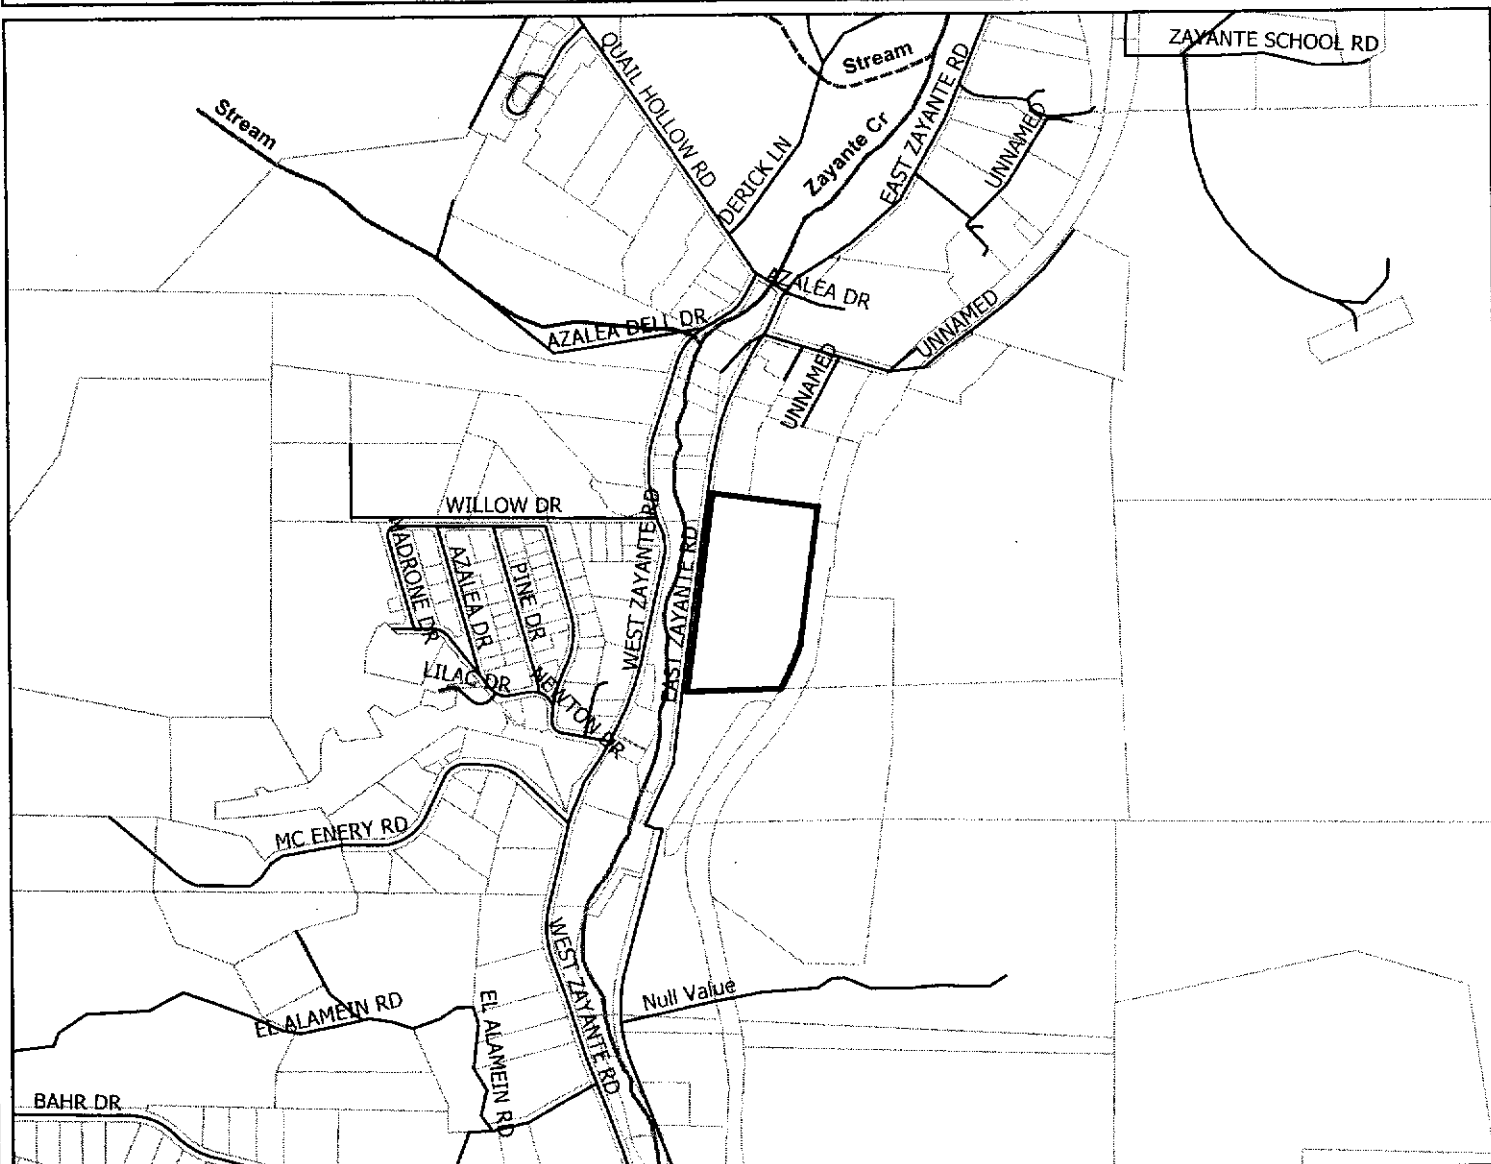 ZAYANTE SCHOOL RD
QUAIL HOLLOW RD
Stream
EAST ZAYANTE RD
Stream
UNNAMED
Zayante Cr
DERICK LN
AZALEA DR
UNNAMED
AZALEA DELL DR
UNNAMED
WILLOW DR
WEST ZAYANTE RD
EAST ZAYANTE RD
MADRONE DR
AZALEA DR
PINE DR
LILAC DR
NEWTON DR
MC ENERY RD
WEST ZAYANTE RD
Null Value
EL ALAMEIN RD
EL ALAMEIN RD
BAHR DR